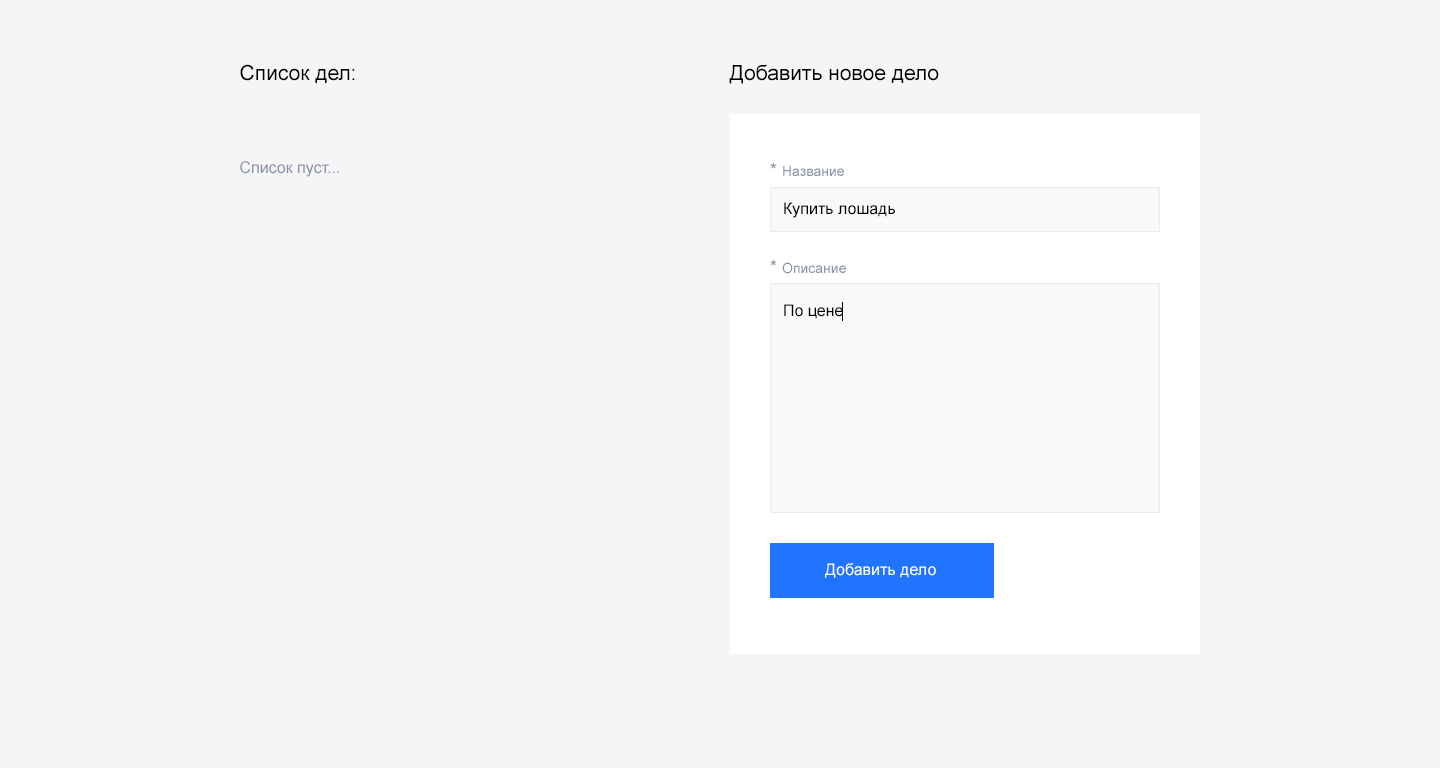 Список дел:
Список пуст...
Добавить новое дело
* Название
Купить лошадь
* Описание
По цене
Добавить дело